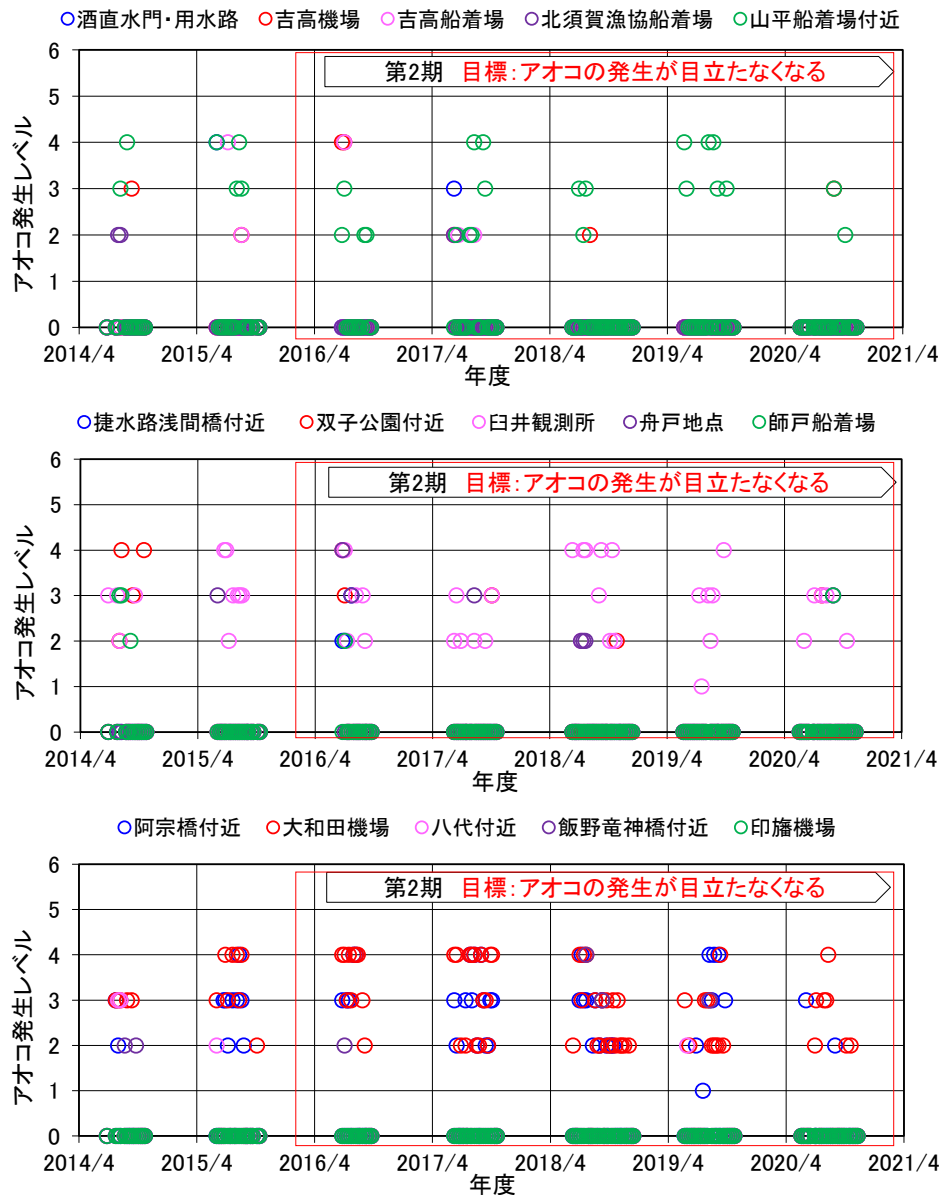 ○酒直水門・用水路 ○吉高機場 ○吉高船着場 ○北須賀漁協船着場 ○山平船着場付近
6
第2期 目標：アオコの発生が目立たなくなる
5
4
3
2
1
0
アオコ発生レベル
2014/4 2015/4 2016/4 2017/4 2018/4 2019/4 2020/4 2021/4
年度
○捷水路浅間橋付近 ○双子公園付近 ○臼井観測所 ○舟戸地点 ○師戸船着場
6
第2期 目標：アオコの発生が目立たなくなる
5
4
3
2
1
0
アオコ発生レベル
2014/4 2015/4 2016/4 2017/4 2018/4 2019/4 2020/4 2021/4
年度
○阿宗橋付近 ○大和田機場 ○八代付近 ○飯野竜神橋付近 ○印旛機場
6
第2期 目標：アオコの発生が目立たなくなる
5
4
3
2
1
0
アオコ発生レベル
2014/4 2015/4 2016/4 2017/4 2018/4 2019/4 2020/4 2021/4
年度